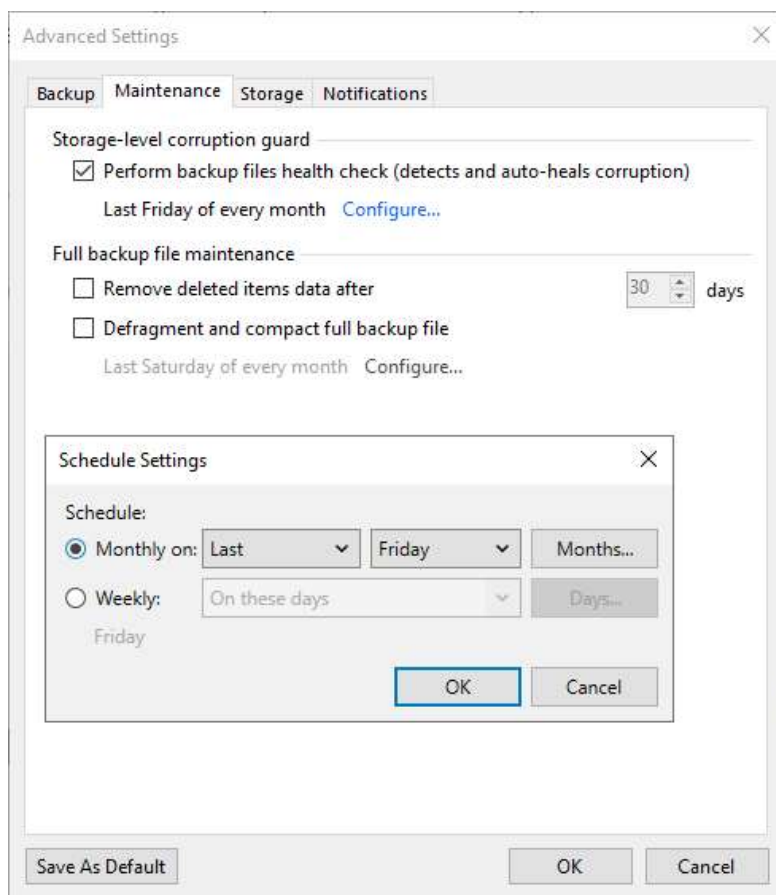 Advanced Settings
Backup Maintenance Storage Notifications
Storage-level corruption guard
Perform backup files health check (detects and auto-heals corruption)
Last Friday of every month Configure...
Full backup file maintenance
Remove deleted items data after 30 days
Defragment and compact full backup file
Last Saturday of every month Configure...
Schedule Settings
Schedule:
Monthly on: Last Friday Months...
Weekly: On these days Days...
Friday
OK Cancel
Save As Default OK Cancel